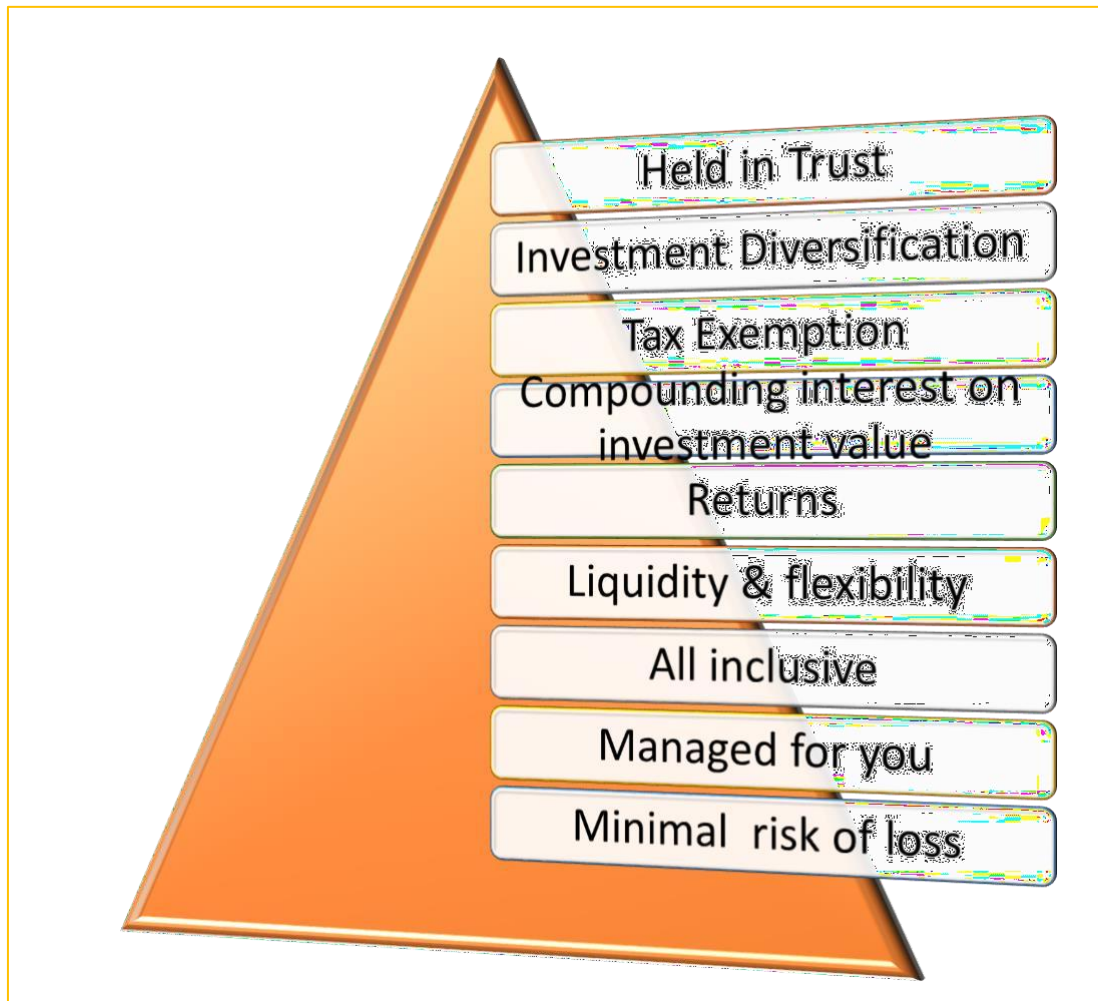 Held in Trust
Investment Diversification
Tax Exemption
Compounding interest on
investment value
Returns
Liquidity & flexibility
All inclusive
Managed for you
Minimal risk of loss